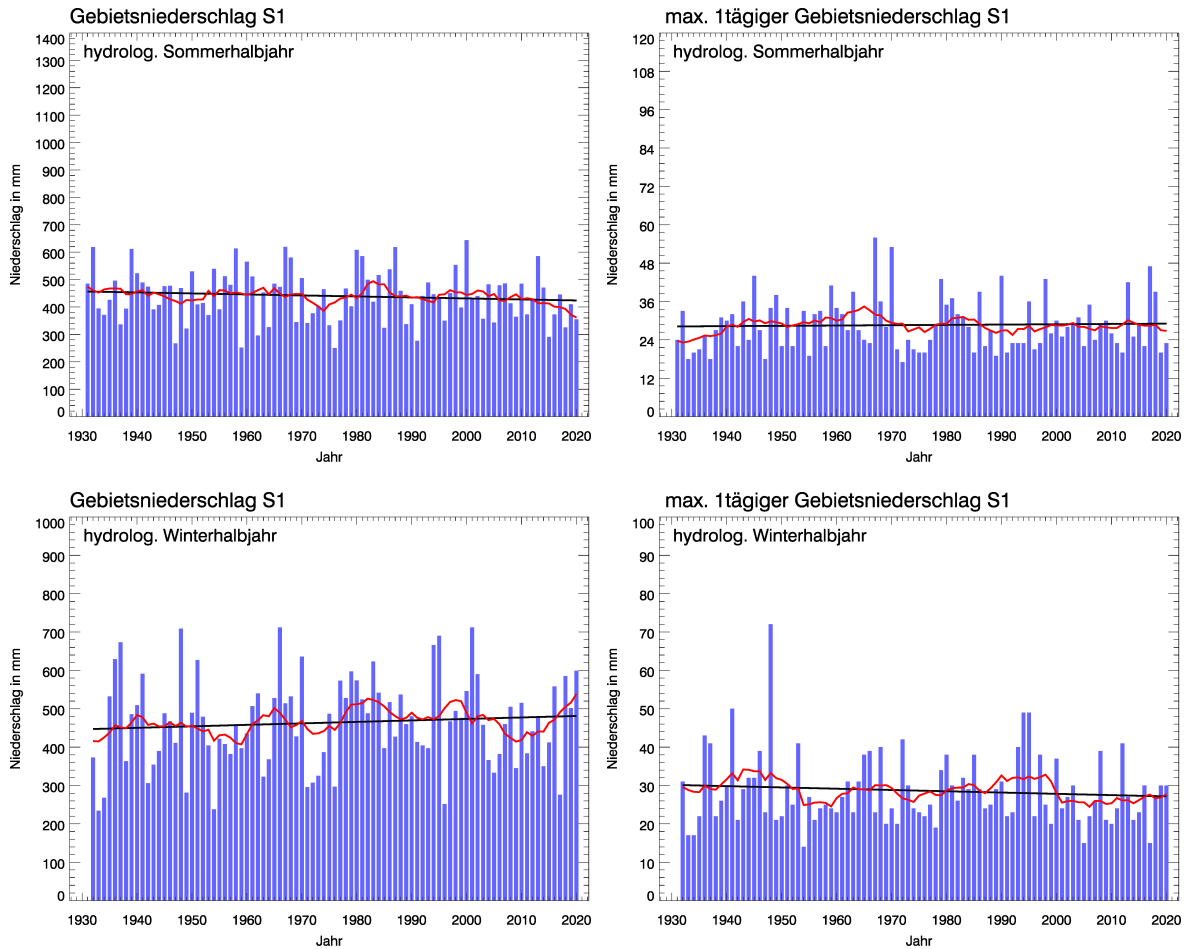 Gebietsniederschlag S1
hydrolog. Sommerhalbjahr
Niederschlag in mm
1400
1300
1200
1100
1000
900
800
700
600
500
400
300
200
100
0
1930 1940 1950 1960 1970 1980 1990 2000 2010 2020
Jahr
max. 1tägiger Gebietsniederschlag S1
hydrolog. Sommerhalbjahr
Niederschlag in mm
120
108
96
84
72
60
48
36
24
12
0
1930 1940 1950 1960 1970 1980 1990 2000 2010 2020
Jahr
Gebietsniederschlag S1
hydrolog. Winterhalbjahr
Niederschlag in mm
1000
900
800
700
600
500
400
300
200
100
0
1930 1940 1950 1960 1970 1980 1990 2000 2010 2020
Jahr
max. 1tägiger Gebietsniederschlag S1
hydrolog. Winterhalbjahr
Niederschlag in mm
100
90
80
70
60
50
40
30
20
10
0
1930 1940 1950 1960 1970 1980 1990 2000 2010 2020
Jahr